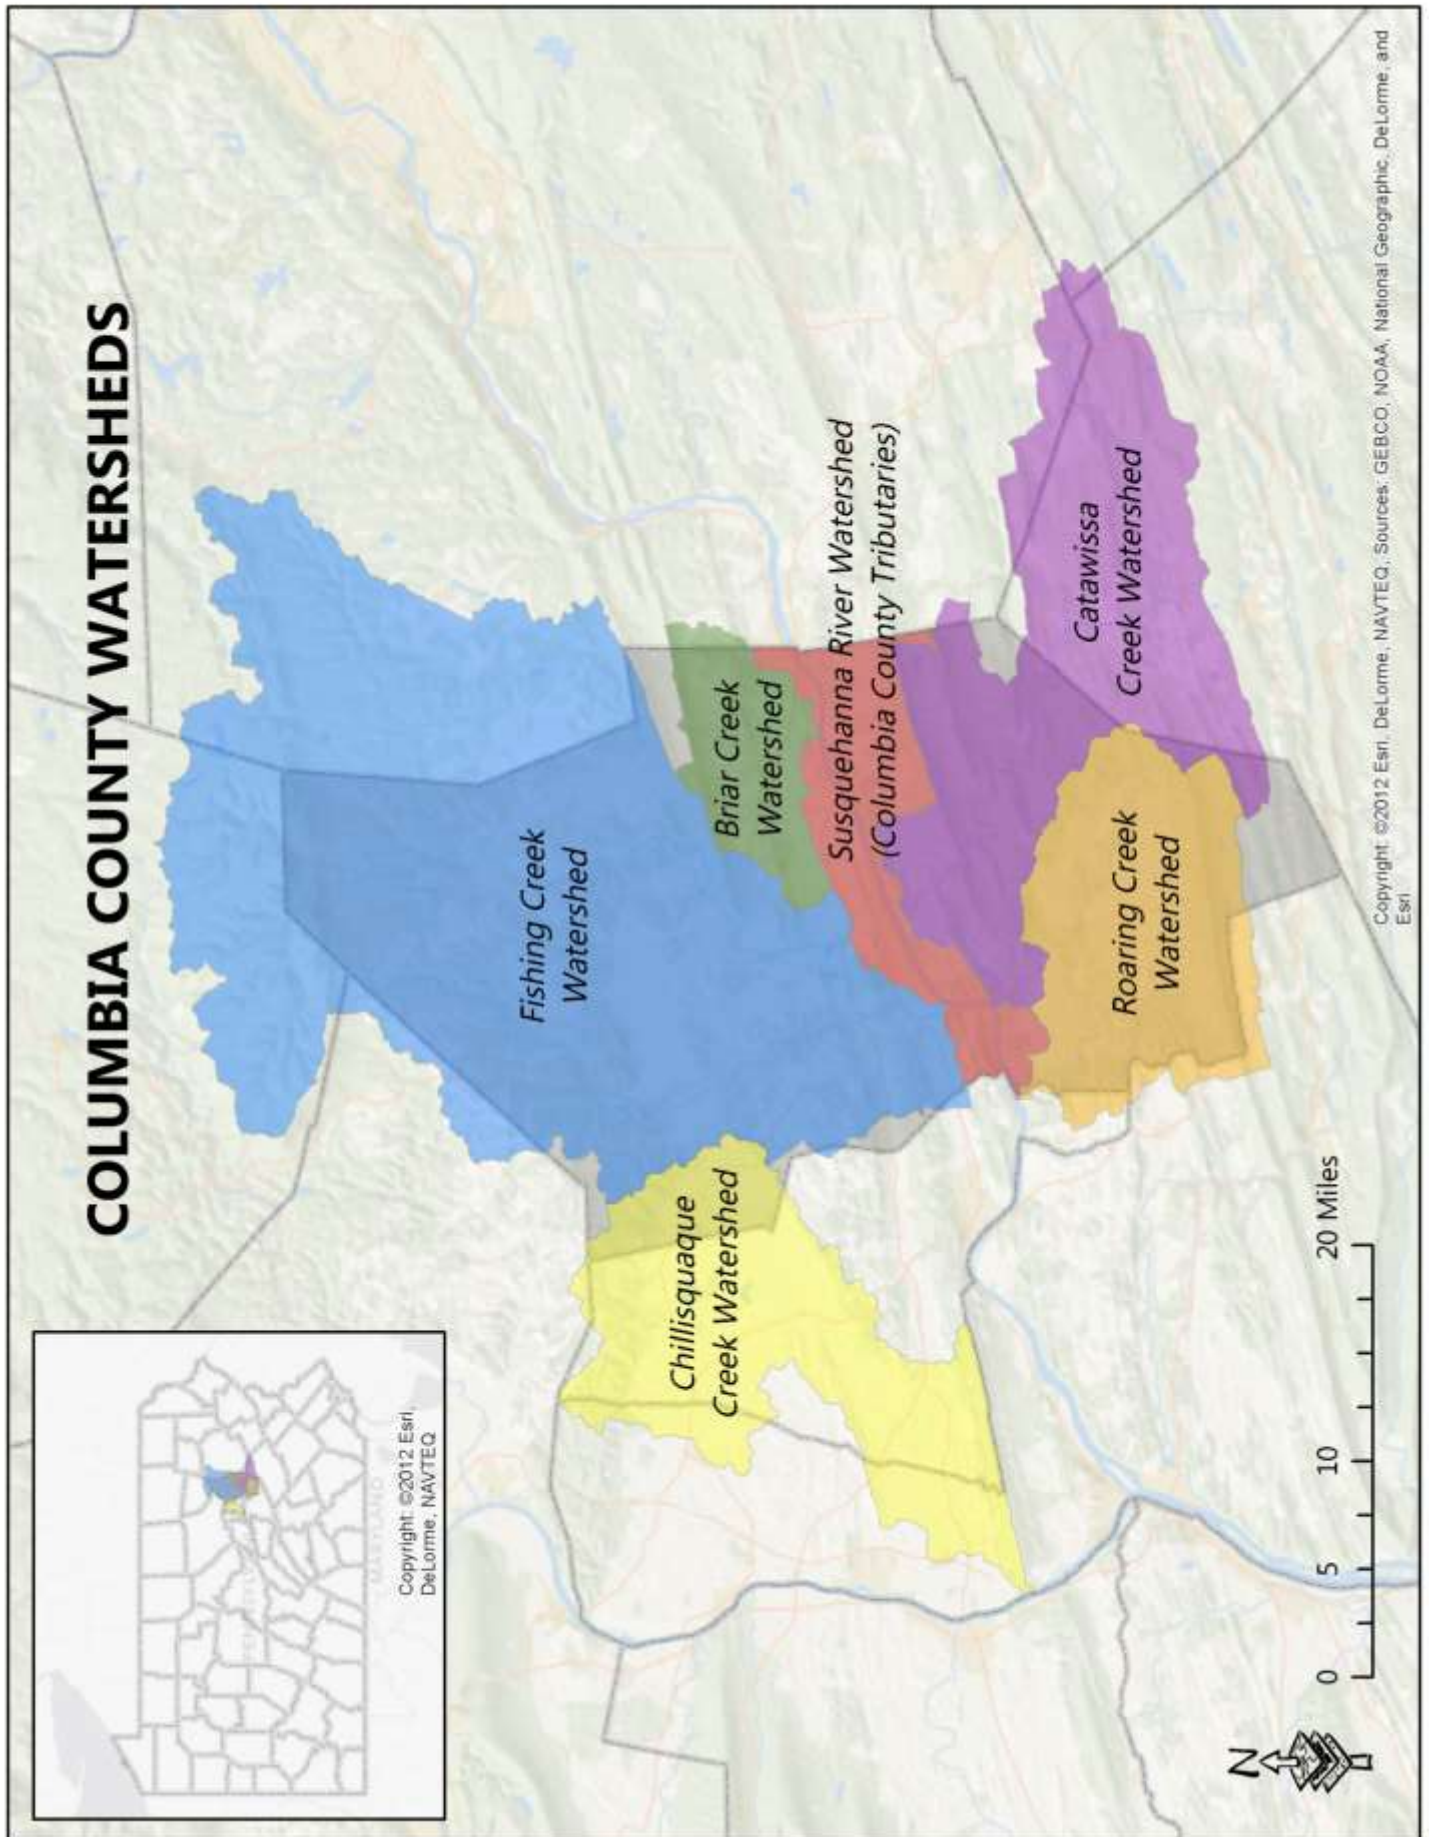 COLUMBIA COUNTY WATERSHEDS
Copyright: ©2012 Esri,
DeLorme, NAVTEQ
Fishing Creek
Watershed
Chillisquaque
Creek Watershed
Briar Creek
Watershed
Susquehanna River Watershed
(Columbia County Tributaries)
Catawissa
Creek Watershed
Roaring Creek
Watershed
N
0 5 10 20 Miles
Copyright: ©2012 Esri, DeLorme, NAVTEQ, Sources: GEBCO, NOAA, National Geographic, DeLorme, and
Esri